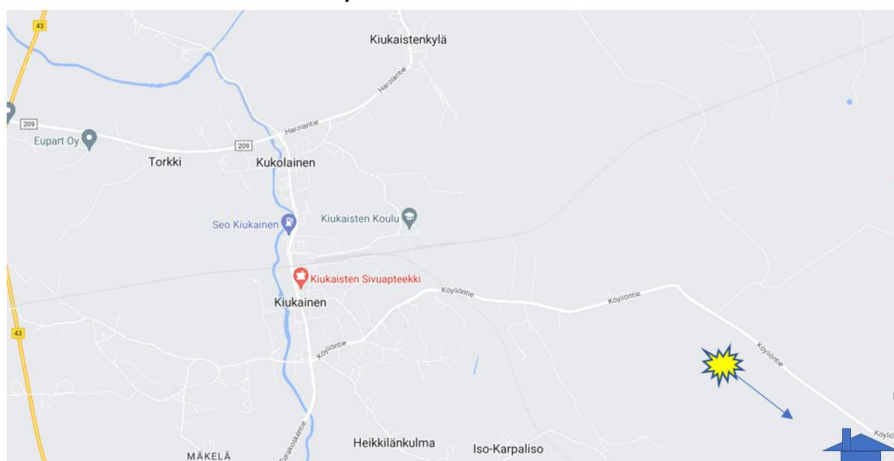 43
Kiukaistenkylä
Harolantie
209
Eupart Oy
Harolantie
209
Torkki
Kukolainen
Seo Kiukainen
Kiukaisten Koulu
Kiukaisten Sivuapteekki
Kiukainen
Köyliöntie
Köyliöntie
43
Köyliöntie
Köyliöntie
Heikkilänkulma
Iso-Karpaliso
MÄKELÄ